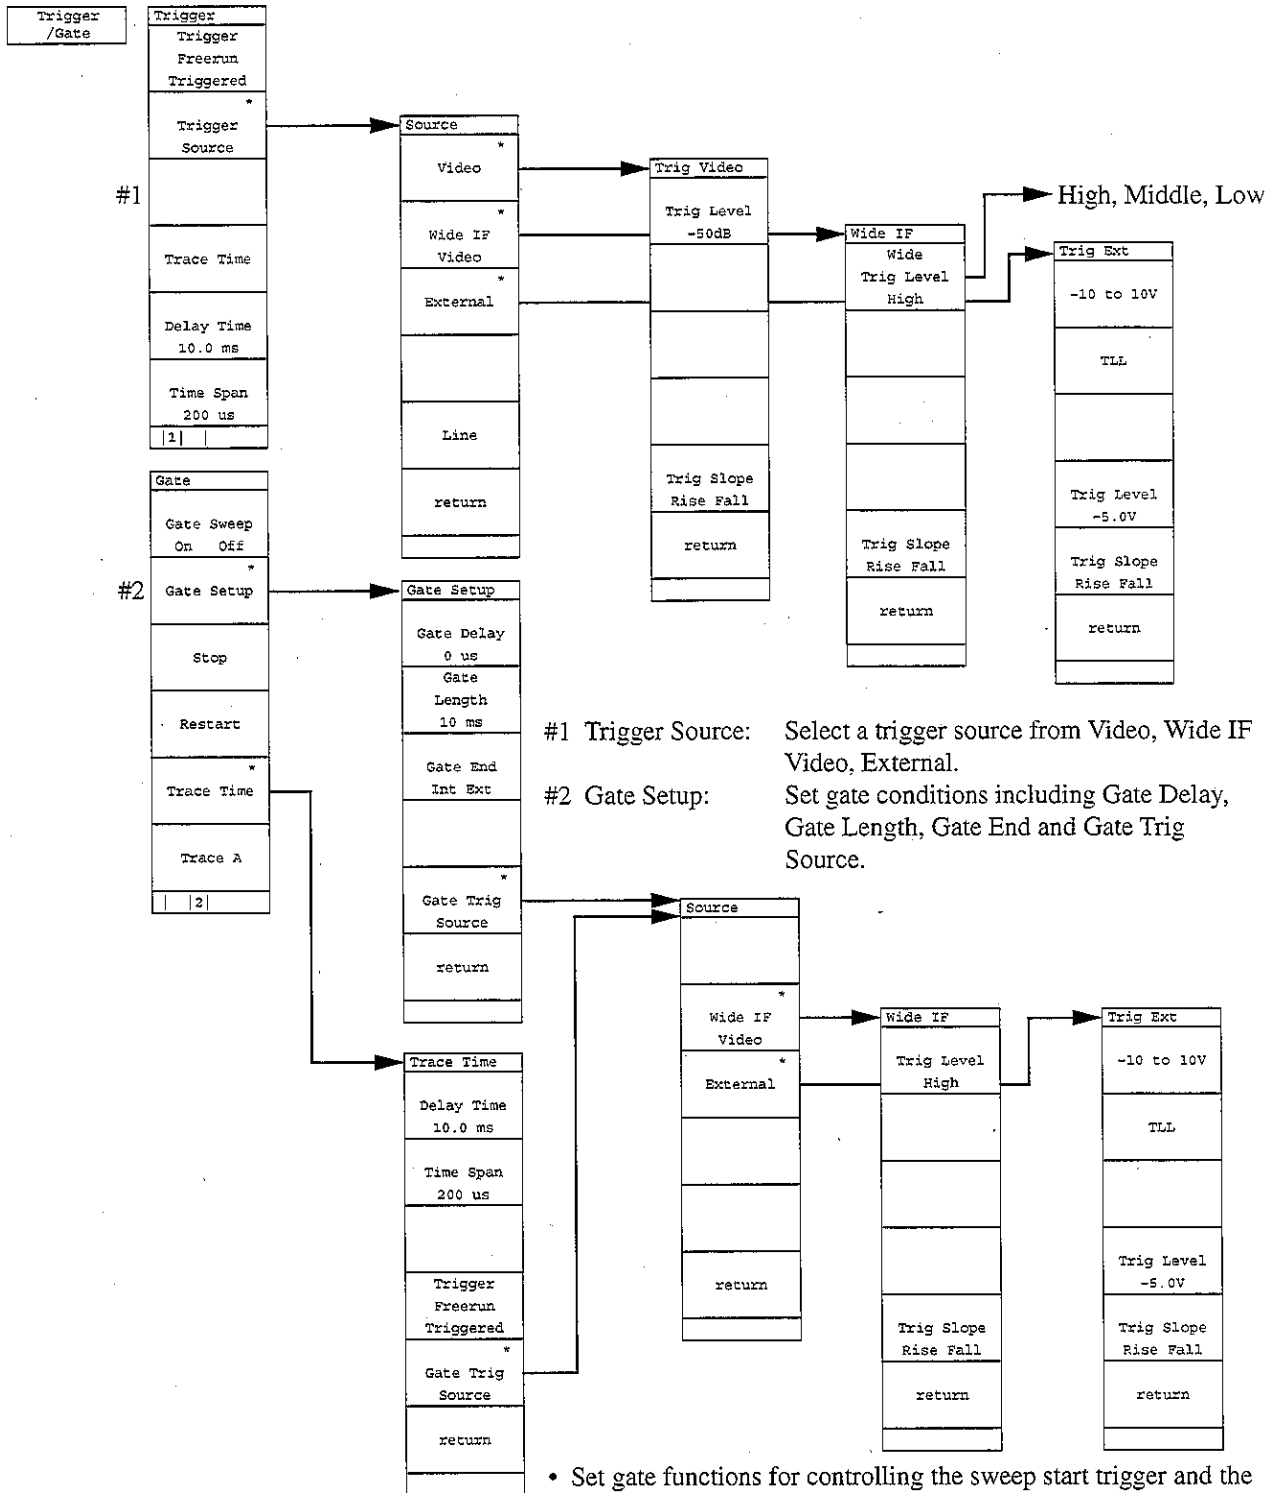 Trigger
/Gate
Trigger
Trigger
Freerun
Triggered
*
Trigger
Source
#1
Trace Time
Delay Time
10.0 ms
Time Span
200 us
|1| |
Source
*
Video
*
Wide IF
Video
*
External
Line
return
Trig Video
Trig Level
-50dB
Trig Slope
Rise Fall
return
Wide IF
Wide
Trig Level
High
Trig Slope
Rise Fall
return
High, Middle, Low
Trig Ext
-10 to 10V
TLL
Trig Level
-5.0V
Trig Slope
Rise Fall
return
Gate
Gate Sweep
On Off
#2
*
Gate Setup
Stop
Restart
*
Trace Time
Trace A
| |2|
Gate Setup
Gate Delay
0 us
Gate
Length
10 ms
Gate End
Int Ext
*
Gate Trig
Source
return
#1 Trigger Source: Select a trigger source from Video, Wide IF
Video, External.
#2 Gate Setup: Set gate conditions including Gate Delay,
Gate Length, Gate End and Gate Trig
Source.
Trace Time
Delay Time
10.0 ms
Time Span
200 us
Trigger
Freerun
Triggered
*
Gate Trig
Source
return
Source
*
Wide IF
Video
*
External
return
Wide IF
Trig Level
High
Trig Slope
Rise Fall
return
Trig Ext
-10 to 10V
TLL
Trig Level
-5.0V
Trig Slope
Rise Fall
return
• Set gate functions for controlling the sweep start trigger and the